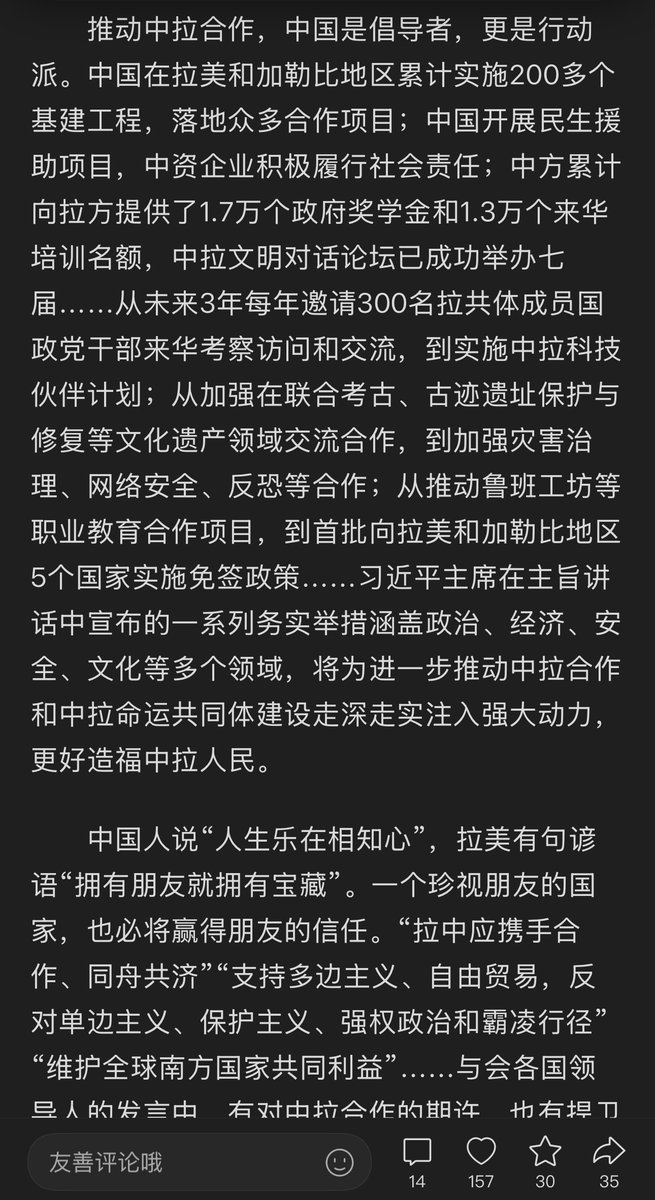 推动中拉合作，中国是倡导者，更是行动
派。中国在拉美和加勒比地区累计实施200多个
基建工程，落地众多合作项目；中国开展民生援
助项目，中资企业积极履行社会责任；中方累计
向拉方提供了1.7万个政府奖学金和1.3万个来华
培训名额，中拉文明对话论坛已成功举办七
届……从未来3年每年邀请300名拉共体成员国
政党干部来华考察访问和交流，到实施中拉科技
伙伴计划；从加强在联合考古、古迹遗址保护与
修复等文化遗产领域交流合作，到加强灾害治
理、网络安全、反恐等合作；从推动鲁班工坊等
职业教育合作项目，到首批向拉美和加勒比地区
5个国家实施免签政策……习近平主席在主旨讲
话中宣布的一系列务实举措涵盖政治、经济、安
全、文化等多个领域，将为进一步推动中拉合作
和中拉命运共同体建设走深走实注入强大动力，
更好造福中拉人民。
中国人说“人生乐在相知心”，拉美有句谚
语“拥有朋友就拥有宝藏”。一个珍视朋友的国
家，也必将赢得朋友的信任。“拉中应携手合
作、同舟共济”“支持多边主义、自由贸易，反
对单边主义、保护主义、强权政治和霸凌行径”
“维护全球南方国家共同利益”……与会各国领
导人的发言中，有对中拉合作的期许，也有捍卫
友善评论哦
14
157
30
35